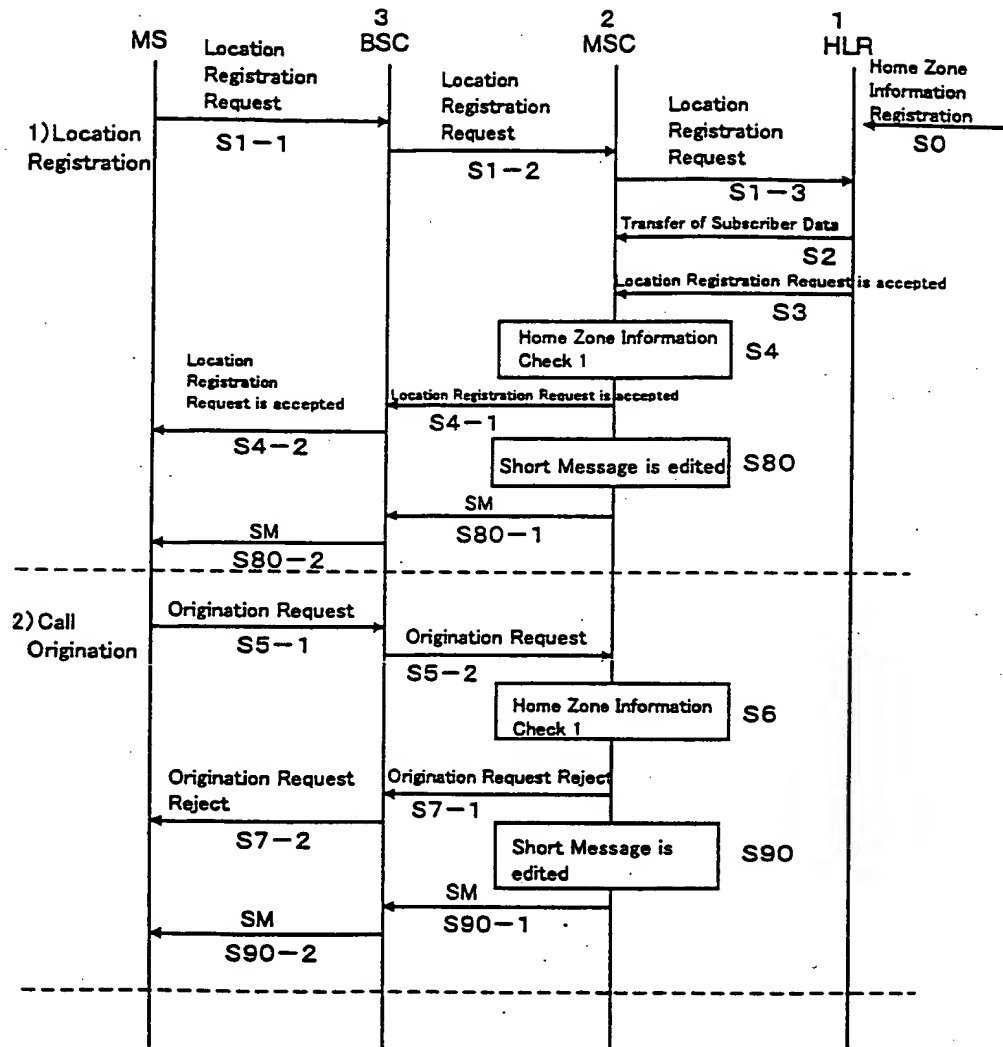 MS
3
BSC
2
MSC
1
HLR
Location
Registration
Request
Location
Registration
Request
Location
Registration
Request
Home Zone
Information
Registration
S0
1)Location
Registration
S1-1
S1-2
S1-3
Transfer of Subscriber Data
S2
Location Registration Request is accepted
S3
Home Zone Information
Check 1
S4
Location
Registration
Request is accepted
Location Registration Request is accepted
S4-1
S4-2
Short Message is edited
S80
SM
S80-1
SM
S80-2
2)Call
Origination
Origination Request
S5-1
Origination Request
S5-2
Home Zone Information
Check 1
S6
Origination Request
Reject
Origination Request Reject
S7-1
S7-2
Short Message is
edited
S90
SM
S90-1
SM
S90-2